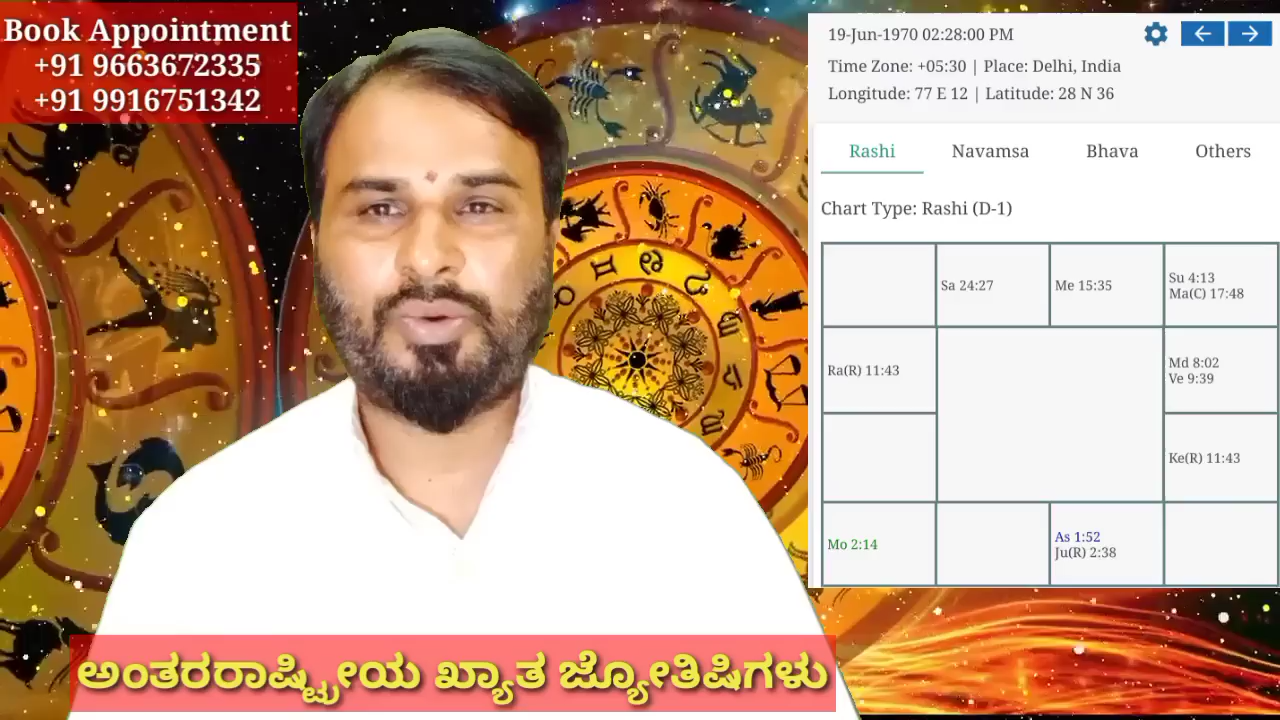 Book Appointment
+91 9663672335
+91 9916751342
19-Jun-1970 02:28:00 PM
Time Zone: +05:30 | Place: Delhi, India
Longitude: 77 E 12 | Latitude: 28 N 36
Rashi Navamsa Bhava Others
Chart Type: Rashi (D-1)
Sa 24:27
Me 15:35
Su 4:13
Ma(C) 17:48
Ra(R) 11:43
Md 8:02
Ve 9:39
Ke(R) 11:43
Mo 2:14
As 1:52
Ju(R) 2:38
ಅಂತರರಾಷ್ಟ್ರೀಯ ಖ್ಯಾತ ಜ್ಯೋತಿಷಿಗಳು